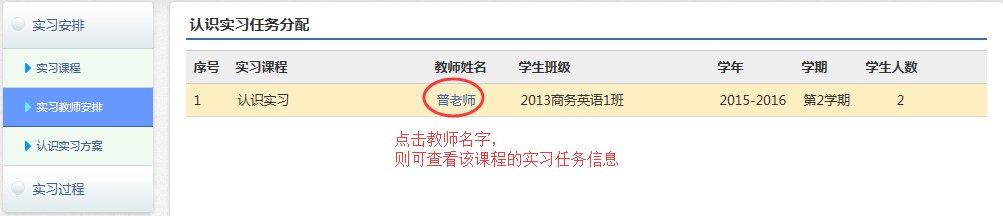 实习安排
实习课程
实习教师安排
认识实习方案
实习过程
认识实习任务分配
序号 实习课程 教师姓名 学生班级 学年 学期 学生人数
1 认识实习 普老师 2013商务英语1班 2015-2016 第2学期 2
点击教师名字，
则可查看该课程的实习任务信息